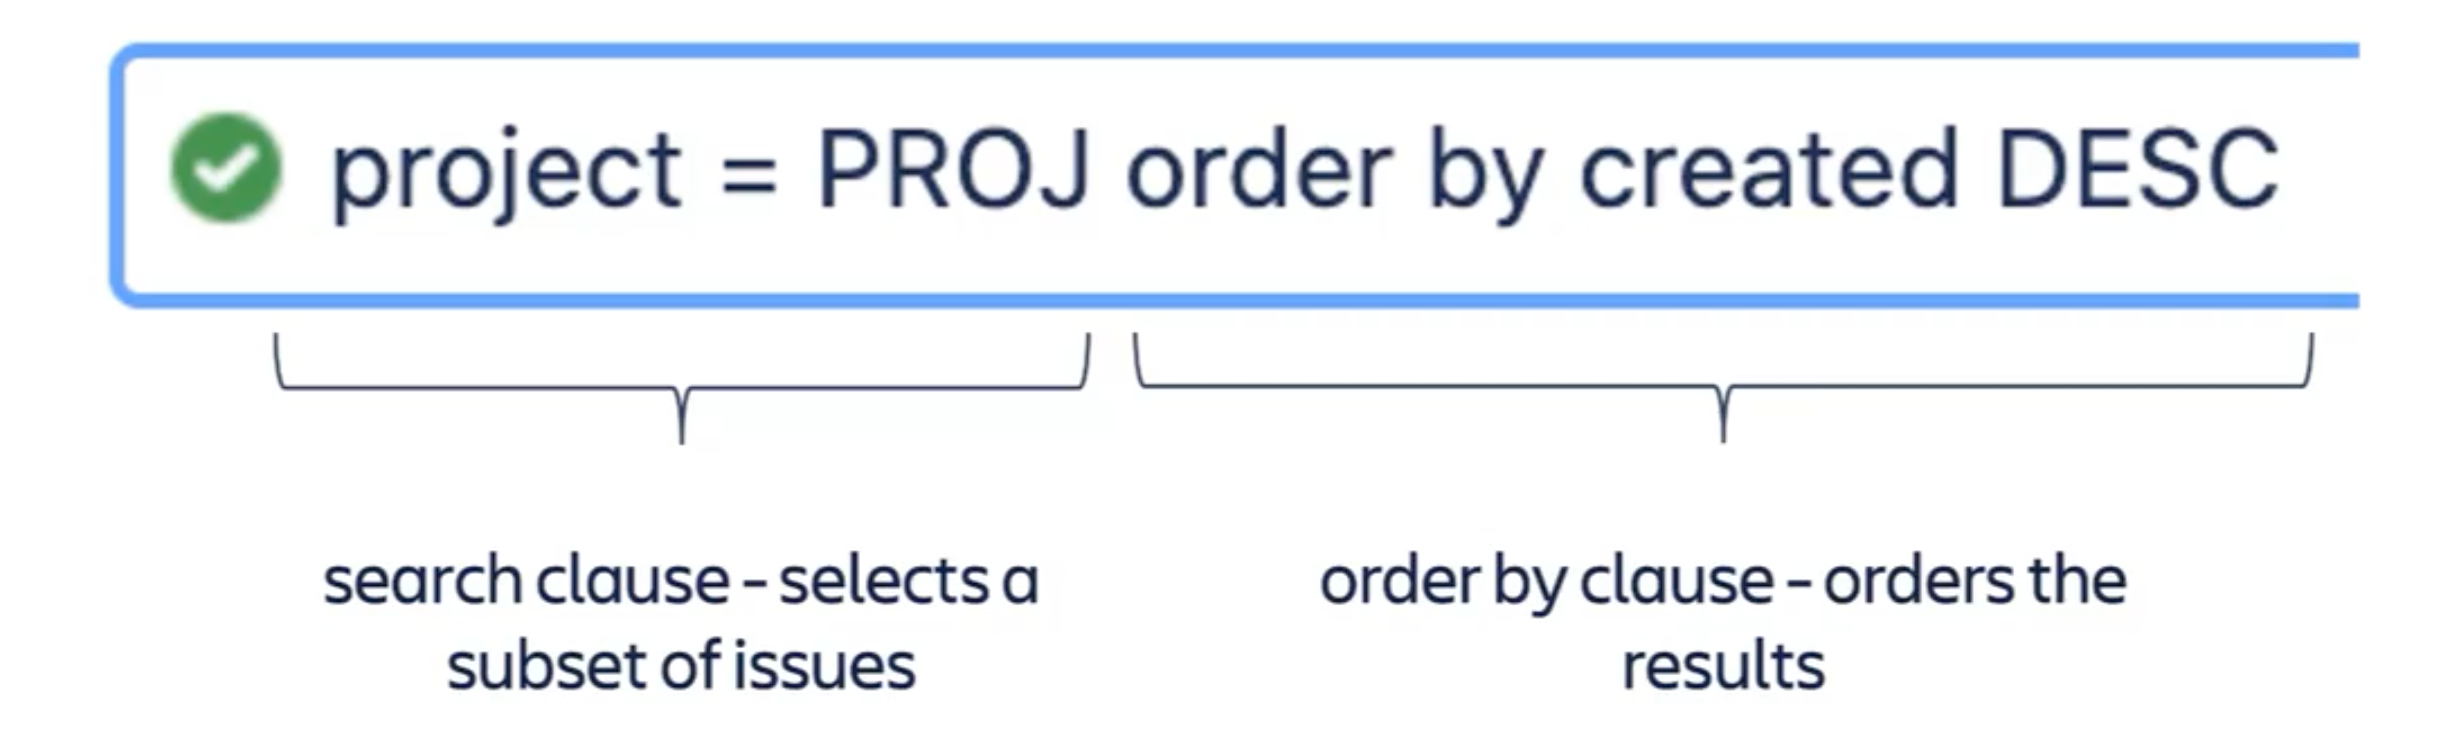 project = PROJ order by created DESC
search clause - selects a
subset of issues
order by clause - orders the
results